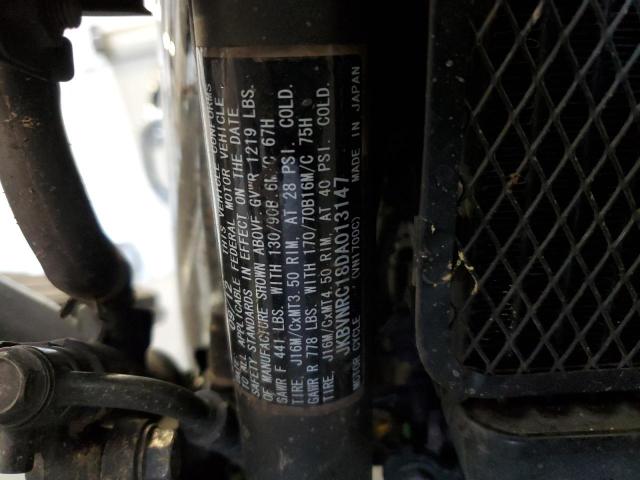 THIS VEHICLE CONFORMS
TO ALL APPLICABLE FEDERAL MOTOR VEHICLE
SAFETY STANDARDS IN EFFECT ON THE DATE
OF MANUFACTURE SHOWN ABOVE. 1219 LBS.
GAWR F 441 LBS. WITH 130/90B 67H
TIRE, J16M/CxMT3.50 RIM. AT 28 PSI. COLD.
GAWR R 778 LBS. WITH 170/70B16M/C 75H
TIRE, J16M/CxMT4.50 RIM. AT 40 PSI. COLD.
JKBVNRC18DA013147
MOTOR CYCLE (VN1700C) MADE IN JAPAN